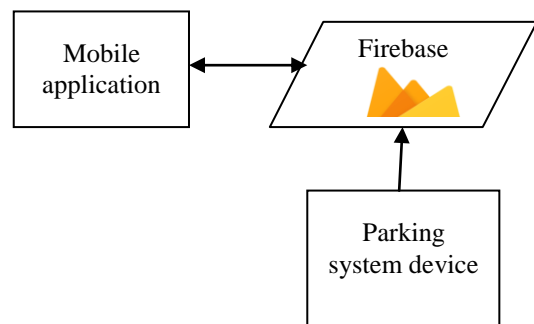 Mobile
application
Firebase
Parking
system device